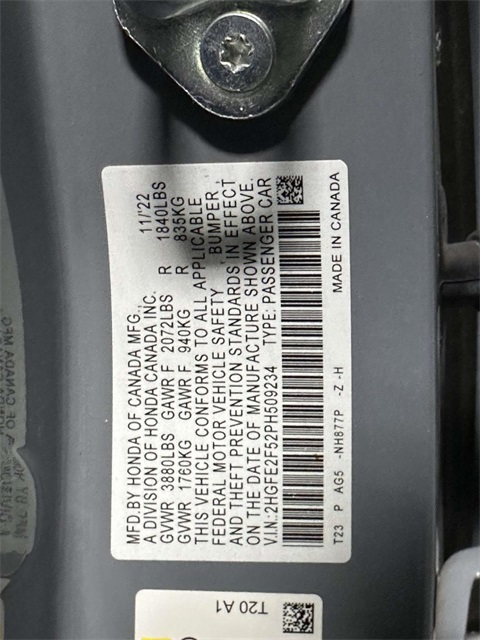 MFD.BY HONDA OF CANADA MFG., 11/'22
A DIVISION OF HONDA CANADA INC.
GVWR 3880LBS GAWR F 2072LBS R 1840LBS
GVWR 1760KG GAWR F 940KG R 835KG
THIS VEHICLE CONFORMS TO ALL APPLICABLE
FEDERAL MOTOR VEHICLE SAFETY, BUMPER,
AND THEFT PREVENTION STANDARDS IN EFFECT
ON THE DATE OF MANUFACTURE SHOWN ABOVE.
V.I.N.:2HGFE2F52PH509234 TYPE: PASSENGER CAR
T23 P AG5 -NH877P -Z -H MADE IN CANADA
T20 A1